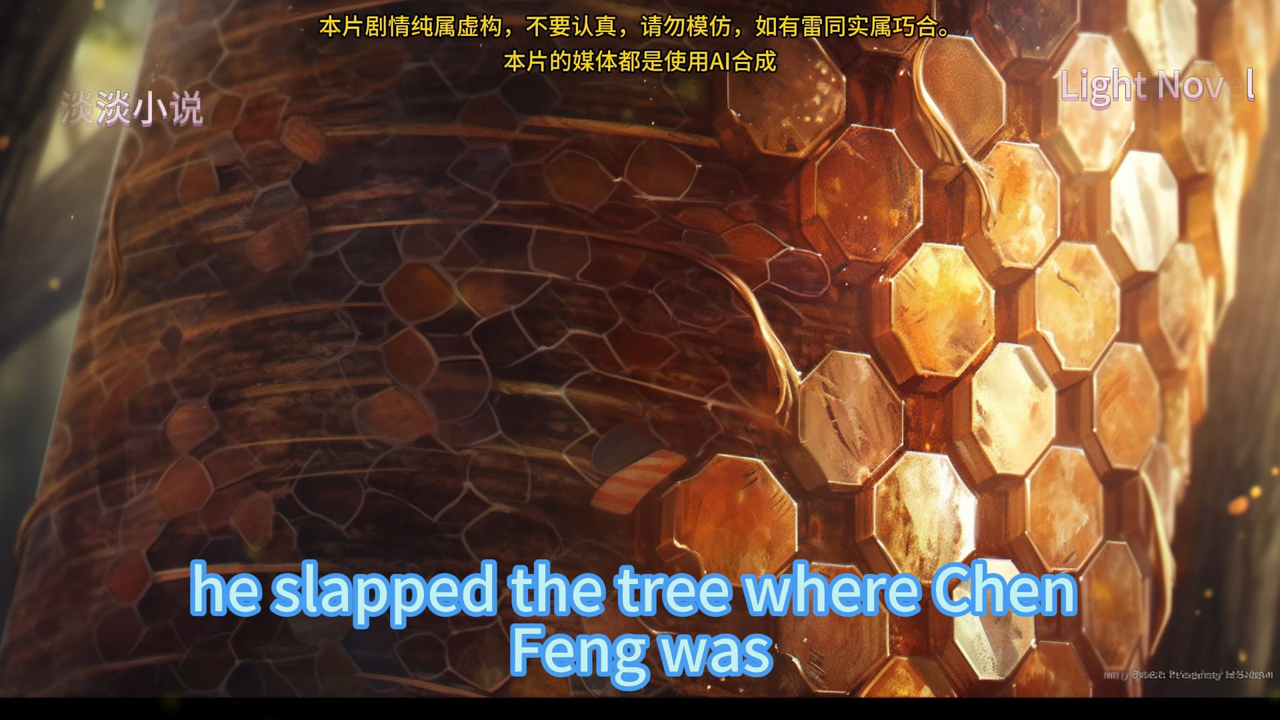 本片剧情纯属虚构，不要认真，请勿模仿，如有雷同实属巧合。
本片的媒体都是使用AI合成
淡淡小说
Light Novel
he slapped the tree where Chen
Feng was